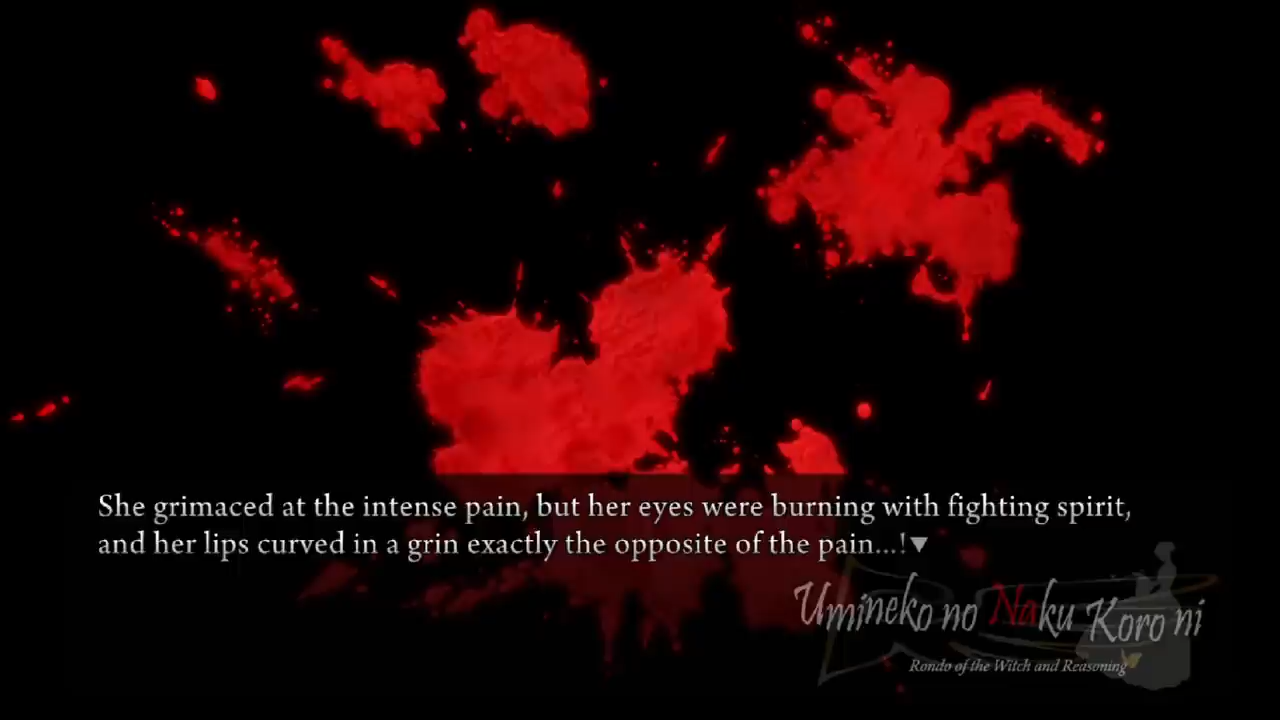 She grimaced at the intense pain, but her eyes were burning with fighting spirit,
and her lips curved in a grin exactly the opposite of the pain...!▼
Umineko no Naku Koro ni
Rondo of the Witch and Reasoning